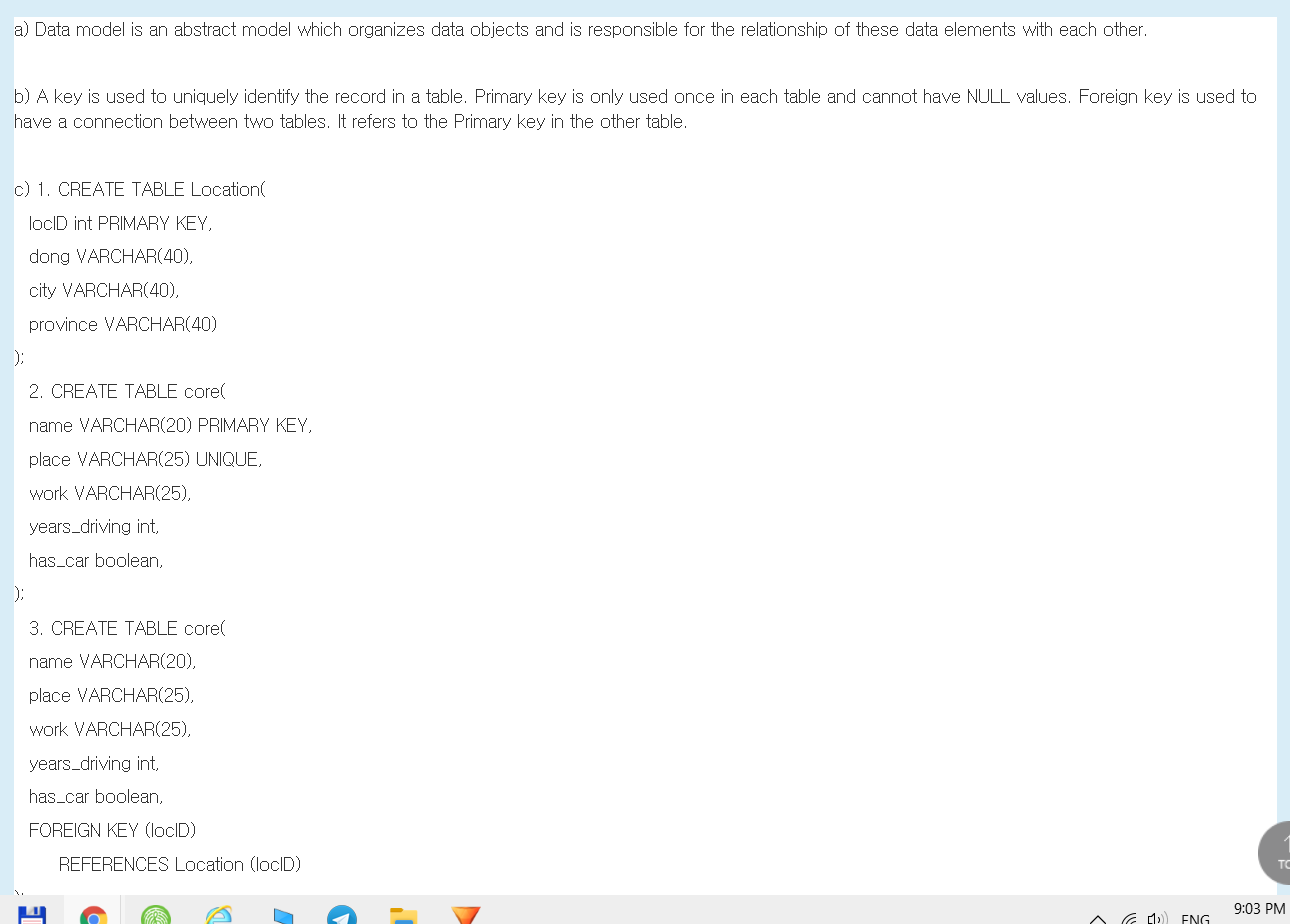 a) Data model is an abstract model which organizes data objects and is responsible for the relationship of these data elements with each other.
b) A key is used to uniquely identify the record in a table. Primary key is only used once in each table and cannot have NULL values. Foreign key is used to
have a connection between two tables. It refers to the Primary key in the other table.
c) 1. CREATE TABLE Location(
locID int PRIMARY KEY,
dong VARCHAR(40),
city VARCHAR(40),
province VARCHAR(40)
);
2. CREATE TABLE core(
name VARCHAR(20) PRIMARY KEY,
place VARCHAR(25) UNIQUE,
work VARCHAR(25),
years_driving int,
has_car boolean,
);
3. CREATE TABLE core(
name VARCHAR(20),
place VARCHAR(25),
work VARCHAR(25),
years_driving int,
has_car boolean,
FOREIGN KEY (locID)
REFERENCES Location (locID)
);
ENG
9:03 PM